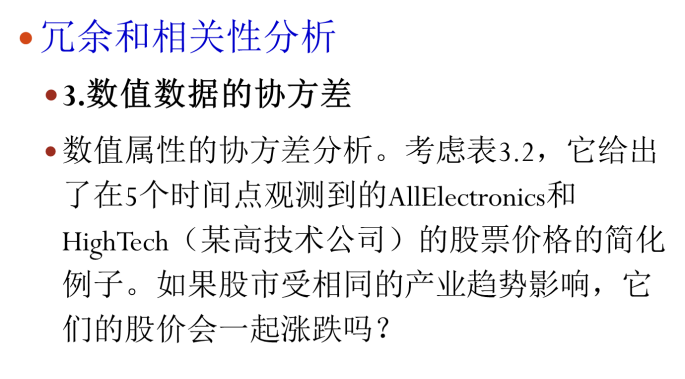 冗余和相关性分析
3.数值数据的协方差
数值属性的协方差分析。考虑表3.2，它给出
了在5个时间点观测到的AllElectronics和
HighTech（某高技术公司）的股票价格的简化
例子。如果股市受相同的产业趋势影响，它
们的股价会一起涨跌吗？